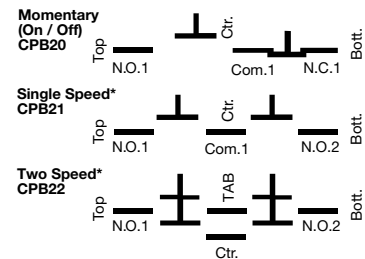 Momentary
(On / Off)
CPB20
Top
Ctr.
Bott.
N.O.1
Com.1
N.C.1
Single Speed*
CPB21
Top
Ctr.
Bott.
N.O.1
Com.1
N.O.2
Two Speed*
CPB22
Top
TAB
Bott.
N.O.1
N.O.2
Ctr.